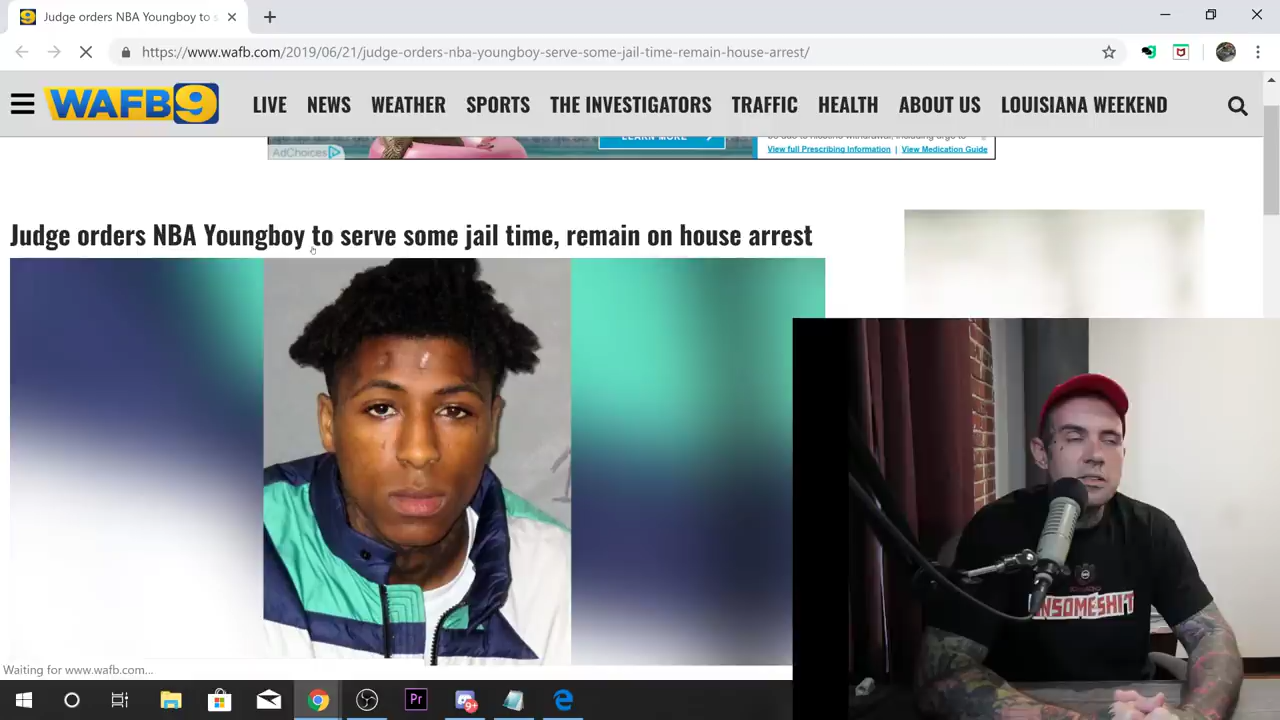 Judge orders NBA Youngboy to s
https://www.wafb.com/2019/06/21/judge-orders-nba-youngboy-serve-some-jail-time-remain-house-arrest/
WAFB9 LIVE NEWS WEATHER SPORTS THE INVESTIGATORS TRAFFIC HEALTH ABOUT US LOUISIANA WEEKEND
LEARN MORE
AdChoices
View full Prescribing Information | View Medication Guide
Judge orders NBA Youngboy to serve some jail time, remain on house arrest
NSOMESHIT
Waiting for www.wafb.com...
Pr
9+